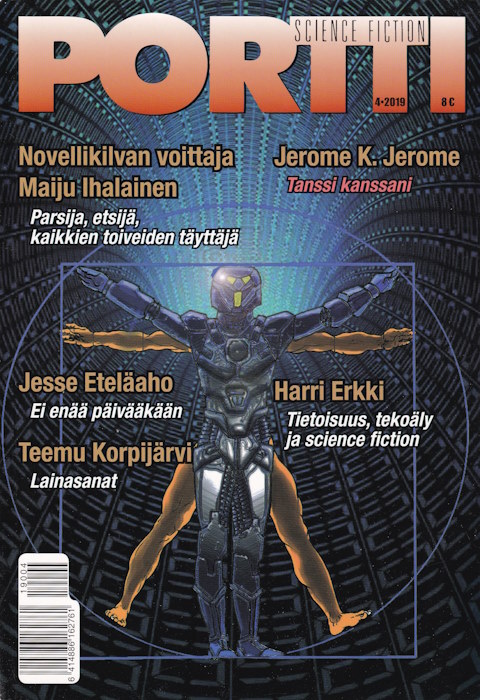 PORTTI
SCIENCE FICTION
4•2019
8 €
Novellikilvan voittaja
Maiju Ihalainen
Parsija, etsijä,
kaikkien toiveiden täyttäjä
Jerome K. Jerome
Tanssi kanssani
Jesse Eteläaho
Ei enää päivääkään
Teemu Korpijärvi
Lainasanat
Harri Erkki
Tietoisuus, tekoäly
ja science fiction
19004
6 414886 162761